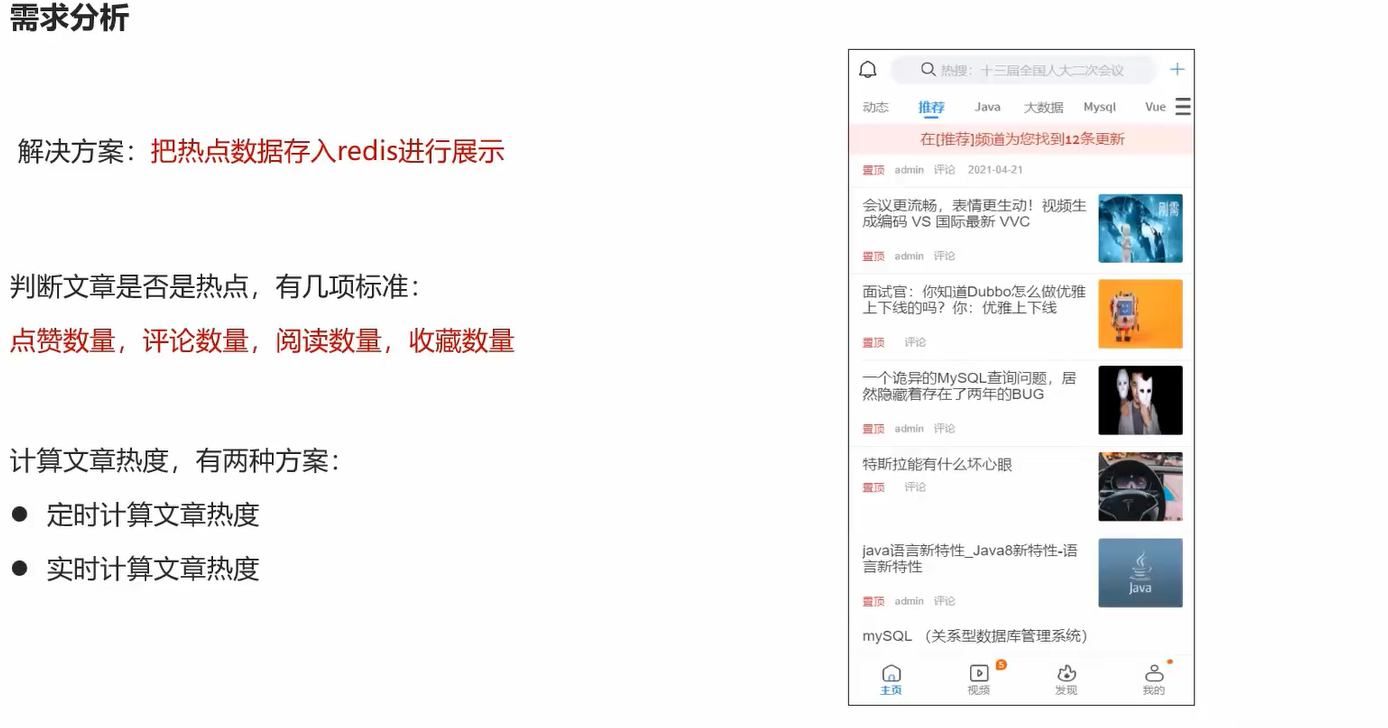 需求分析
解决方案：把热点数据存入redis进行展示
判断文章是否是热点，有几项标准：
点赞数量，评论数量，阅读数量，收藏数量
计算文章热度，有两种方案：
● 定时计算文章热度
● 实时计算文章热度
热搜：十三届全国人大二次会议 +
动态 推荐 Java 大数据 Mysql Vue
在[推荐]频道为您找到12条更新
置顶 admin 评论 2021-04-21
会议更流畅，表情更生动！视频生
成编码 VS 国际最新 VVC
刚需
置顶 admin 评论
面试官：你知道Dubbo怎么做优雅
上下线的吗？你：优雅上下线
置顶 评论
一个诡异的MySQL查询问题，居
然隐藏着存在了两年的BUG
置顶 admin 评论
特斯拉能有什么坏心眼
置顶 评论
java语言新特性_Java8新特性-语
言新特性
Java
置顶 admin 评论
mySQL （关系型数据库管理系统）
5
主页 视频 发现 我的